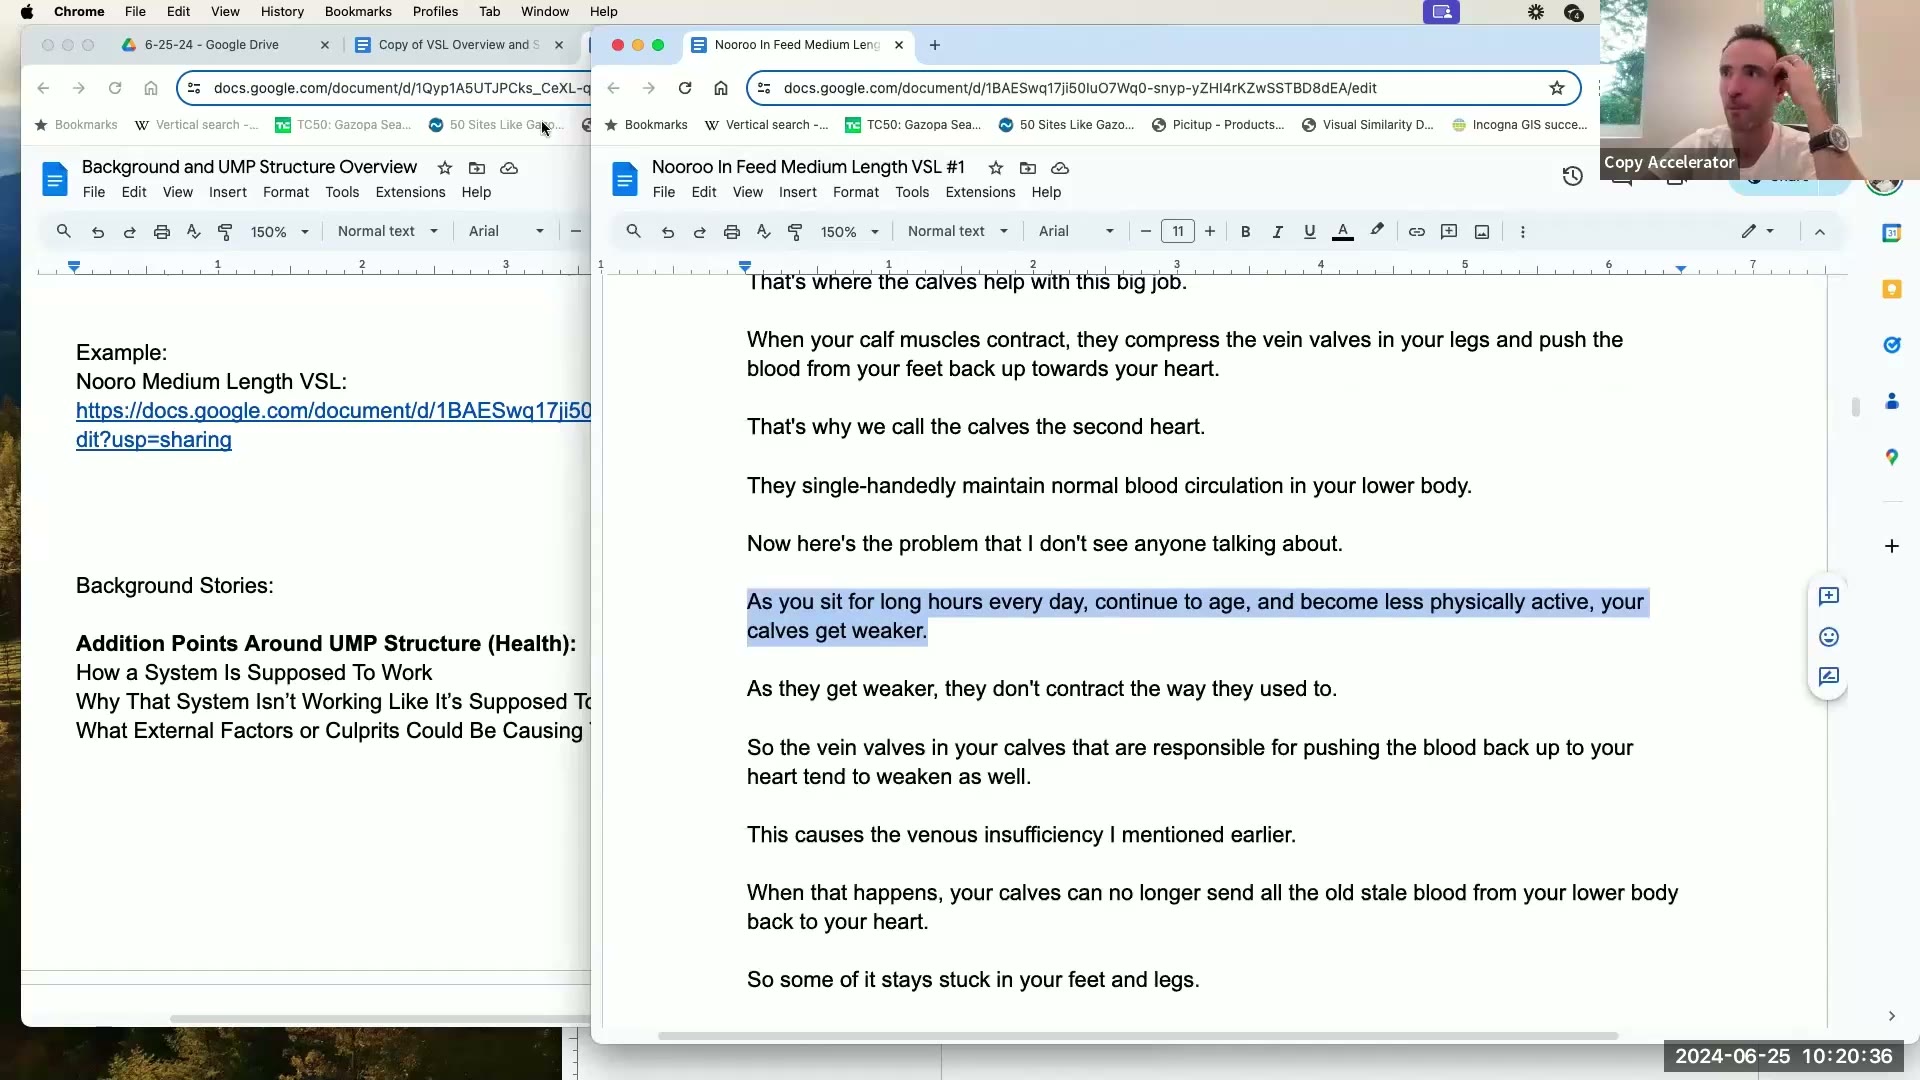 Chrome File Edit View History Bookmarks Profiles Tab Window Help
6-25-24 - Google Drive
Copy of VSL Overview and S
docs.google.com/document/d/1Qyp1A5UTJPCks_CeXL-q
Bookmarks
Vertical search -...
TC50: Gazopa Sea...
50 Sites Like Gazo...
Background and UMP Structure Overview
File Edit View Insert Format Tools Extensions Help
150% Normal text Arial
1 2 3
Example:
Nooro Medium Length VSL:
https://docs.google.com/document/d/1BAESwq17ji50
dit?usp=sharing
Background Stories:
Addition Points Around UMP Structure (Health):
How a System Is Supposed To Work
Why That System Isn’t Working Like It’s Supposed To
What External Factors or Culprits Could Be Causing
Nooroo In Feed Medium Leng
docs.google.com/document/d/1BAESwq17ji50IuO7Wq0-snyp-yZHI4rKZwSSTBD8dEA/edit
Bookmarks
Vertical search -...
TC50: Gazopa Sea...
50 Sites Like Gazo...
Picitup - Products...
Visual Similarity D...
Incogna GIS succe...
Nooroo In Feed Medium Length VSL #1
File Edit View Insert Format Tools Extensions Help
150% Normal text Arial 11
1 1 2 3 4 5 6 7
That's where the calves help with this big job.
When your calf muscles contract, they compress the vein valves in your legs and push the
blood from your feet back up towards your heart.
That's why we call the calves the second heart.
They single-handedly maintain normal blood circulation in your lower body.
Now here's the problem that I don't see anyone talking about.
As you sit for long hours every day, continue to age, and become less physically active, your
calves get weaker.
As they get weaker, they don't contract the way they used to.
So the vein valves in your calves that are responsible for pushing the blood back up to your
heart tend to weaken as well.
This causes the venous insufficiency I mentioned earlier.
When that happens, your calves can no longer send all the old stale blood from your lower body
back to your heart.
So some of it stays stuck in your feet and legs.
Copy Accelerator
2024-06-25 10:20:36